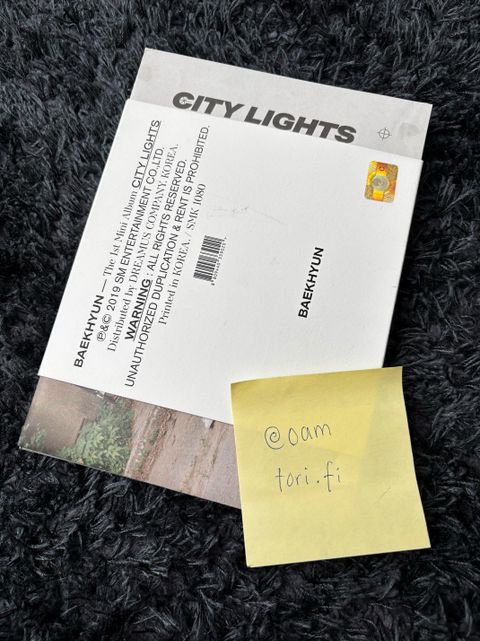 CITY LIGHTS
BAEKHYUN — The 1st Mini Album CITY LIGHTS
℗&© 2019 SM ENTERTAINMENT CO.,LTD.
Distributed by DREAMUS COMPANY. KOREA.
WARNING : ALL RIGHTS RESERVED.
UNAUTHORIZED DUPLICATION & RENT IS PROHIBITED.
Printed in KOREA. / SMK 1080
BAEKHYUN
@oam
tori.fi